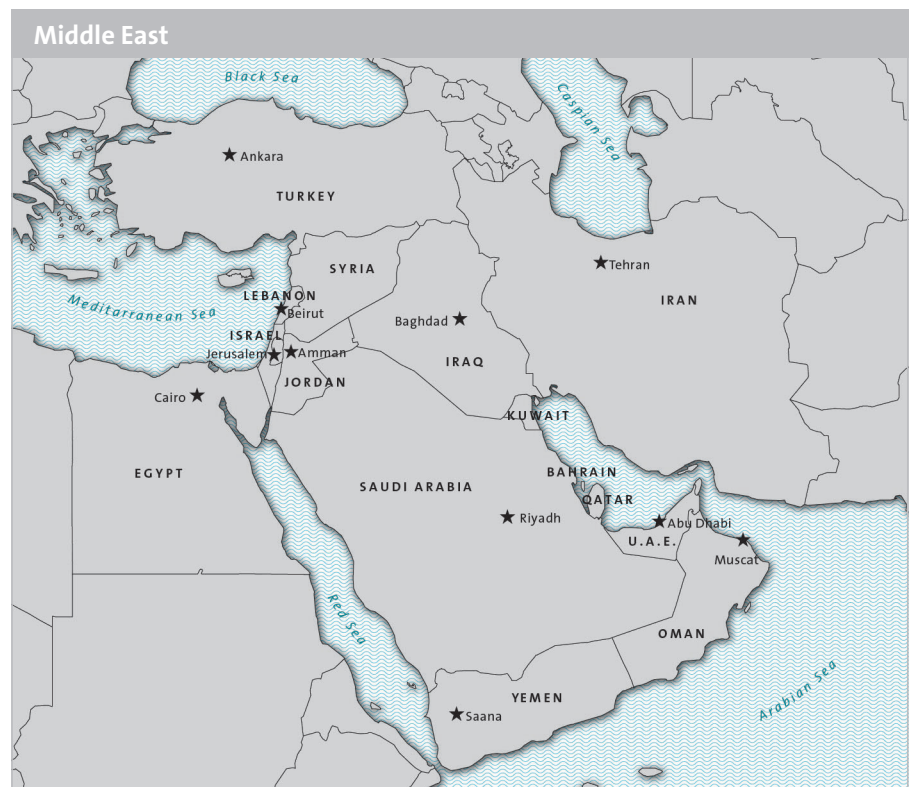 Middle East
Black Sea
Caspian Sea
Ankara
TURKEY
SYRIA
Tehran
LEBANON
IRAN
Meditarranean Sea
Beirut
Baghdad
ISRAEL
Jerusalem
Amman
IRAQ
JORDAN
Cairo
KUWAIT
EGYPT
BAHRAIN
SAUDI ARABIA
QATAR
Riyadh
Abu Dhabi
U.A.E.
Muscat
Red Sea
OMAN
Arabian Sea
YEMEN
Saana